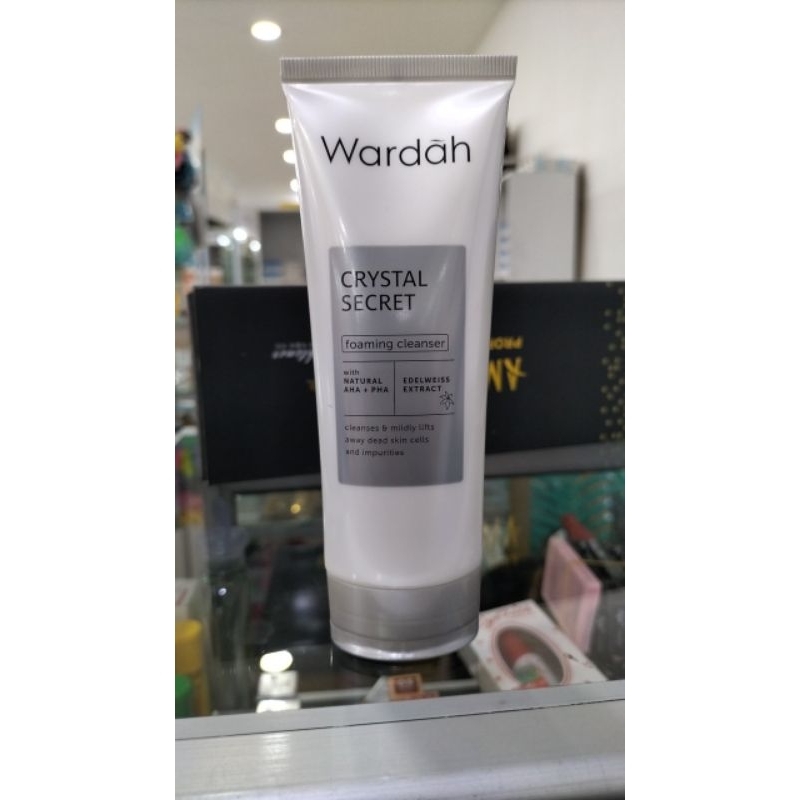 Wardah
CRYSTAL
SECRET
foaming cleanser
with
NATURAL
AHA + PHA
EDELWEISS
EXTRACT
cleanses & mildly lifts
away dead skin cells
and impurities